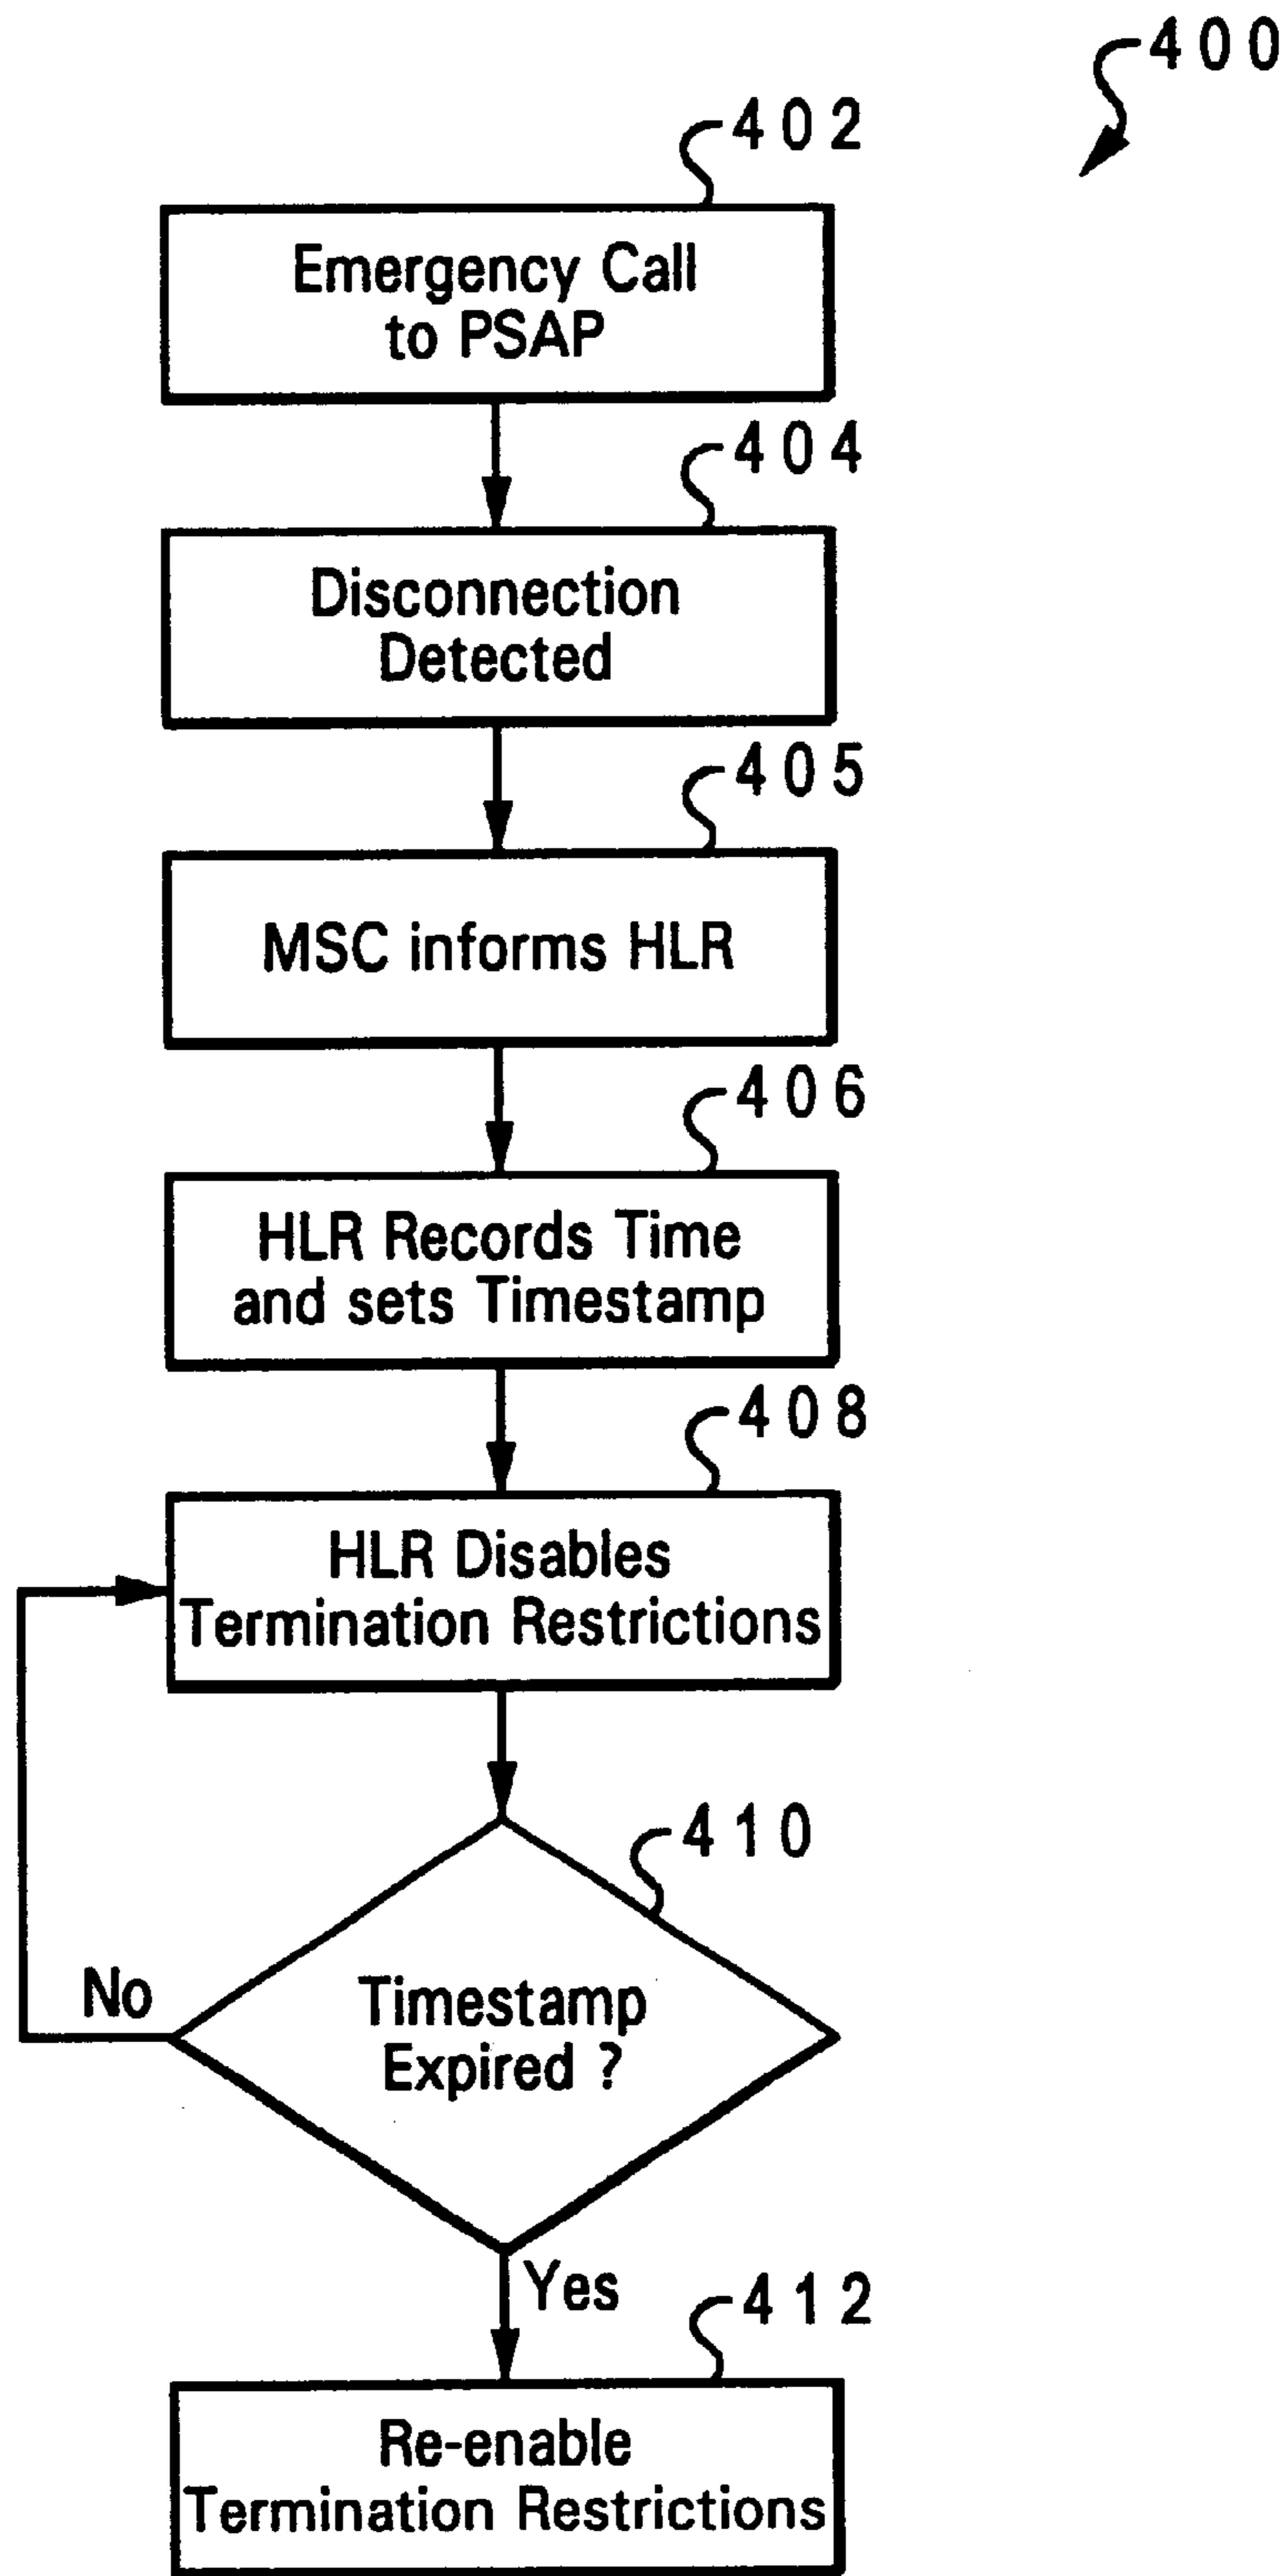 400
402
Emergency Call
to PSAP
404
Disconnection
Detected
405
MSC informs HLR
406
HLR Records Time
and sets Timestamp
408
HLR Disables
Termination Restrictions
410
No
Timestamp
Expired ?
Yes
412
Re-enable
Termination Restrictions